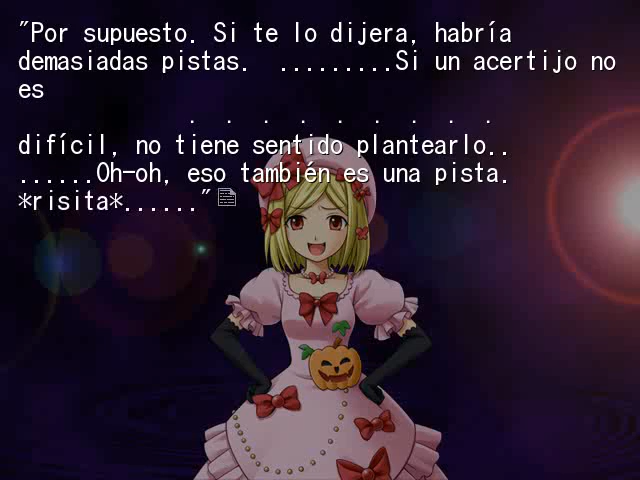 "Por supuesto. Si te lo dijera, habría
demasiadas pistas.  .........Si un acertijo no
es
. . . . . . . . .
difícil, no tiene sentido plantearlo..
......Oh-oh, eso también es una pista.
*risita*......"